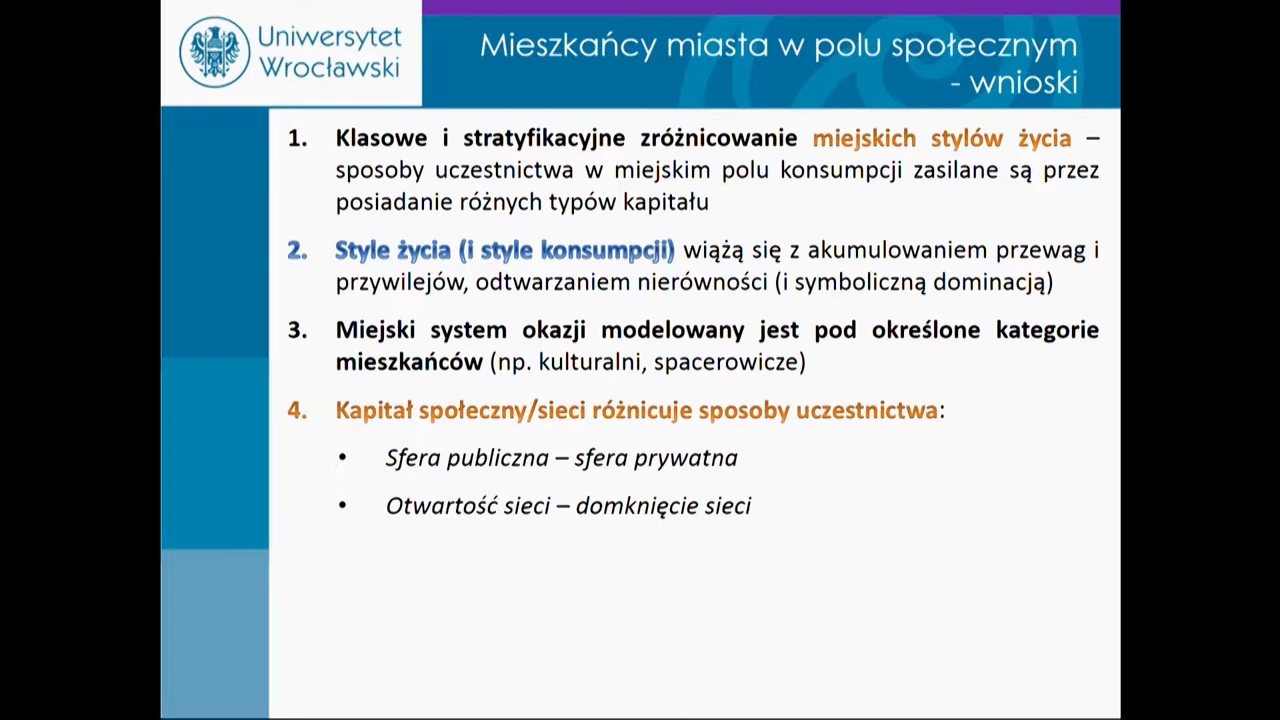 Uniwersytet
Wrocławski
Mieszkańcy miasta w polu społecznym
- wnioski
1. Klasowe i stratyfikacyjne zróżnicowanie miejskich stylów życia –
sposoby uczestnictwa w miejskim polu konsumpcji zasilane są przez
posiadanie różnych typów kapitału
2. Style życia (i style konsumpcji) wiążą się z akumulowaniem przewag i
przywilejów, odtwarzaniem nierówności (i symboliczną dominacją)
3. Miejski system okazji modelowany jest pod określone kategorie
mieszkańców (np. kulturalni, spacerowicze)
4. Kapitał społeczny/sieci różnicuje sposoby uczestnictwa:
• Sfera publiczna – sfera prywatna
• Otwartość sieci – domknięcie sieci